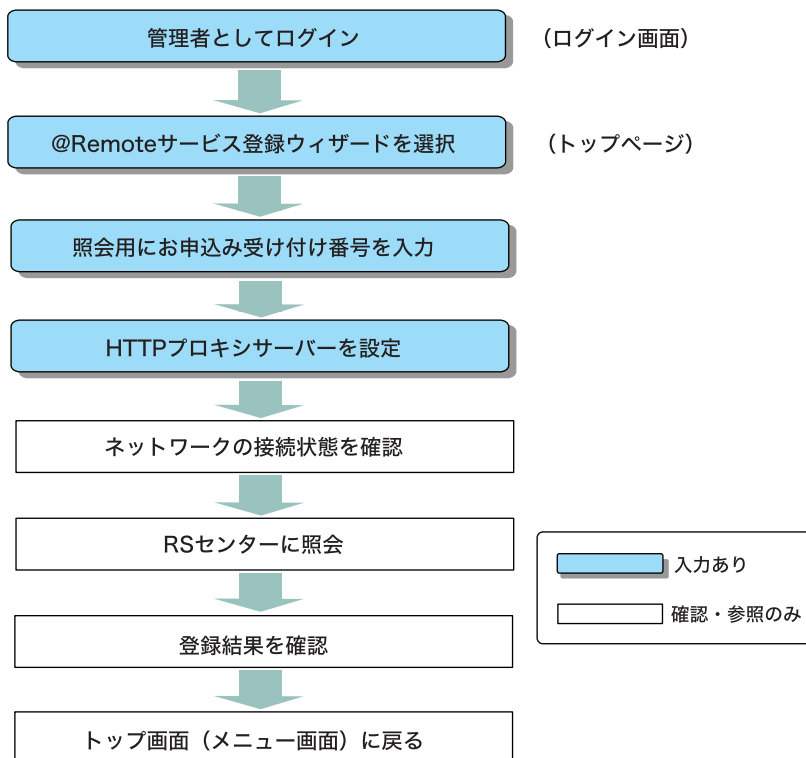 管理者としてログイン
（ログイン画面）
@Remoteサービス登録ウィザードを選択
（トップページ）
照会用にお申込み受け付け番号を入力
HTTPプロキシサーバーを設定
ネットワークの接続状態を確認
RSセンターに照会
入力あり
確認・参照のみ
登録結果を確認
トップ画面（メニュー画面）に戻る